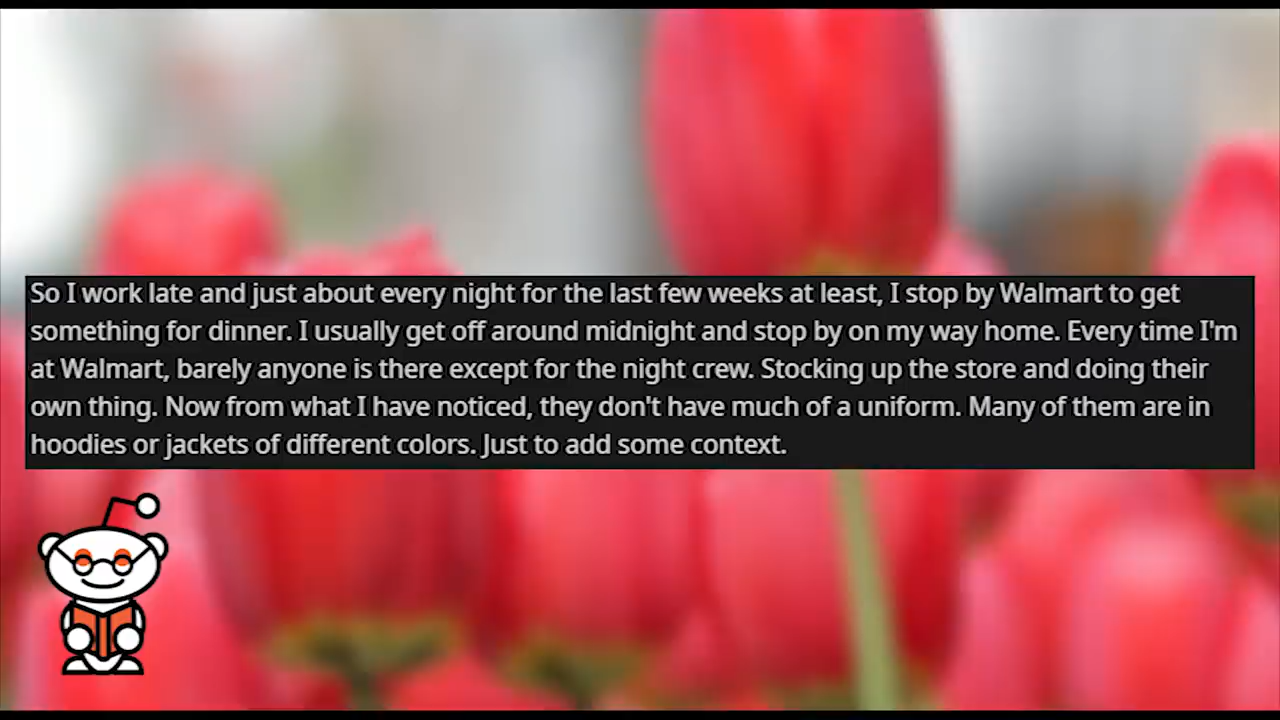 So I work late and just about every night for the last few weeks at least, I stop by Walmart to get
something for dinner. I usually get off around midnight and stop by on my way home. Every time I'm
at Walmart, barely anyone is there except for the night crew. Stocking up the store and doing their
own thing. Now from what I have noticed, they don't have much of a uniform. Many of them are in
hoodies or jackets of different colors. Just to add some context.